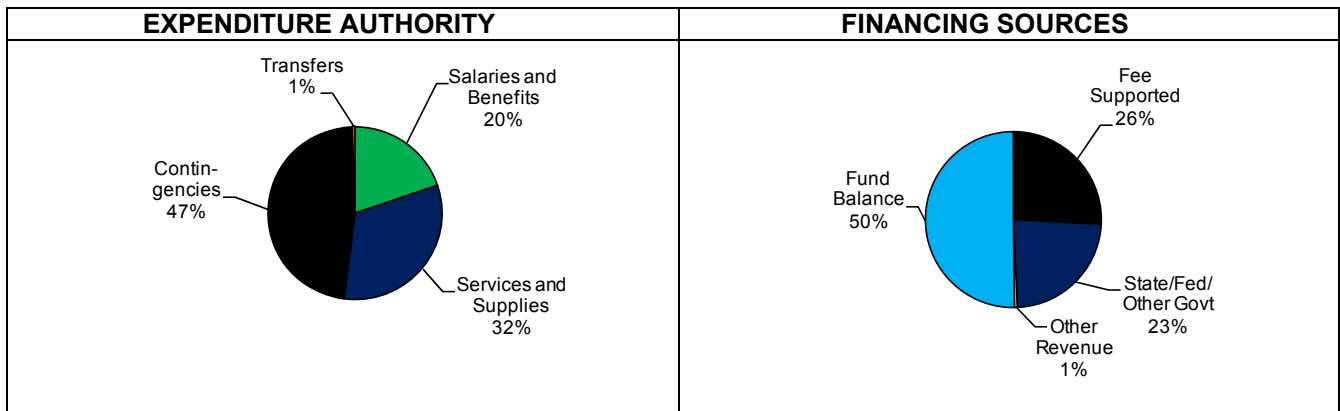 EXPENDITURE AUTHORITY
Transfers
1%
Salaries and
Benefits
20%
Contin-
gencies
47%
Services and
Supplies
32%
FINANCING SOURCES
Fee
Supported
26%
Fund
Balance
50%
State/Fed/
Other Govt
23%
Other
Revenue
1%